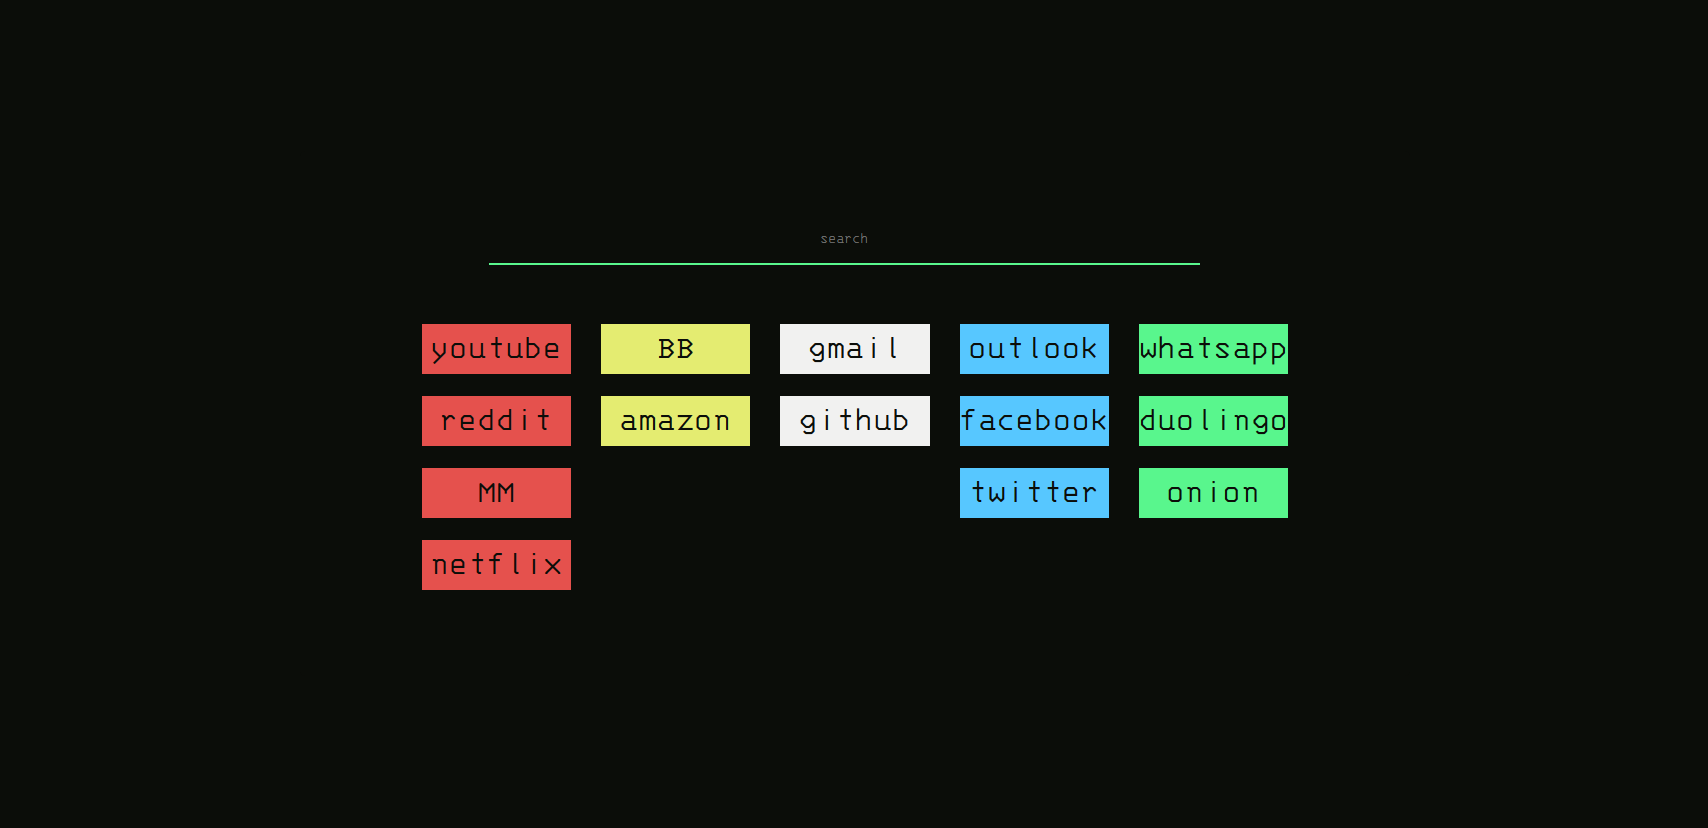 search
youtube BB gmail outlook whatsapp
reddit amazon github facebook duolingo
MM twitter onion
netflix